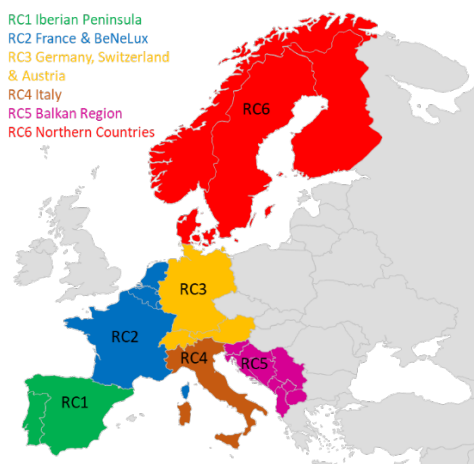 RC1 Iberian Peninsula
RC2 France & BeNeLux
RC3 Germany, Switzerland
& Austria
RC4 Italy
RC5 Balkan Region
RC6 Northern Countries
RC6
RC3
RC2
RC4
RC5
RC1